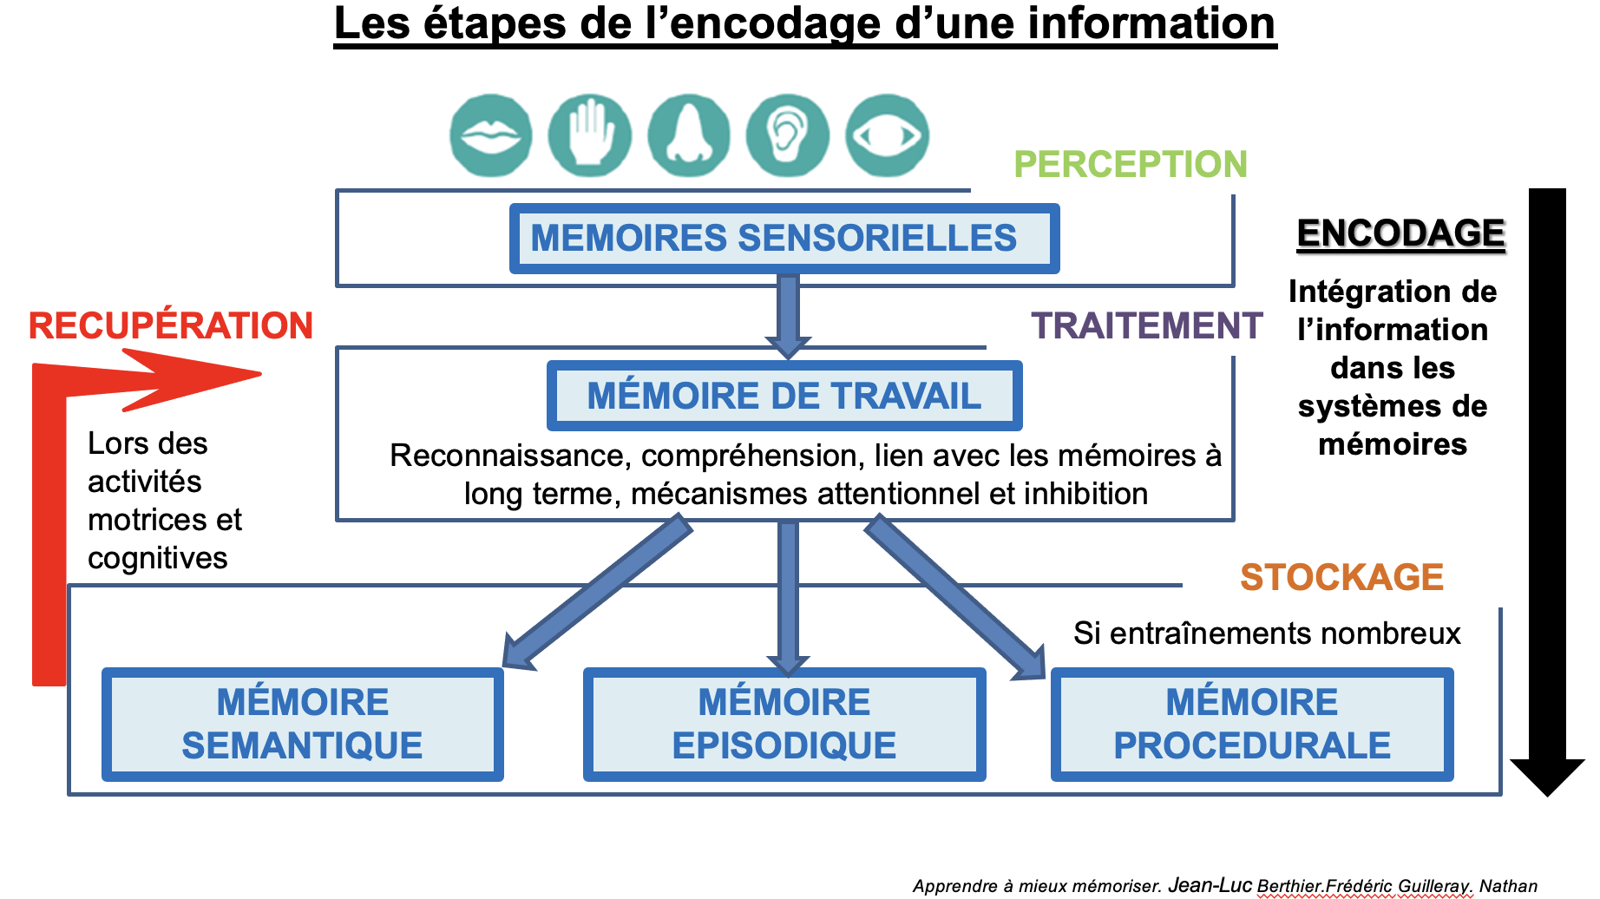 Les étapes de l’encodage d’une information
PERCEPTION
MEMOIRES SENSORIELLES
ENCODAGE
Intégration de
l’information
dans les
systèmes de
mémoires
RECUPÉRATION
TRAITEMENT
MÉMOIRE DE TRAVAIL
Reconnaissance, compréhension, lien avec les mémoires à
long terme, mécanismes attentionnel et inhibition
Lors des
activités
motrices et
cognitives
STOCKAGE
Si entraînements nombreux
MÉMOIRE
SEMANTIQUE
MÉMOIRE
EPISODIQUE
MÉMOIRE
PROCEDURALE
Apprendre à mieux mémoriser. Jean-Luc Berthier.Frédéric Guilleray. Nathan